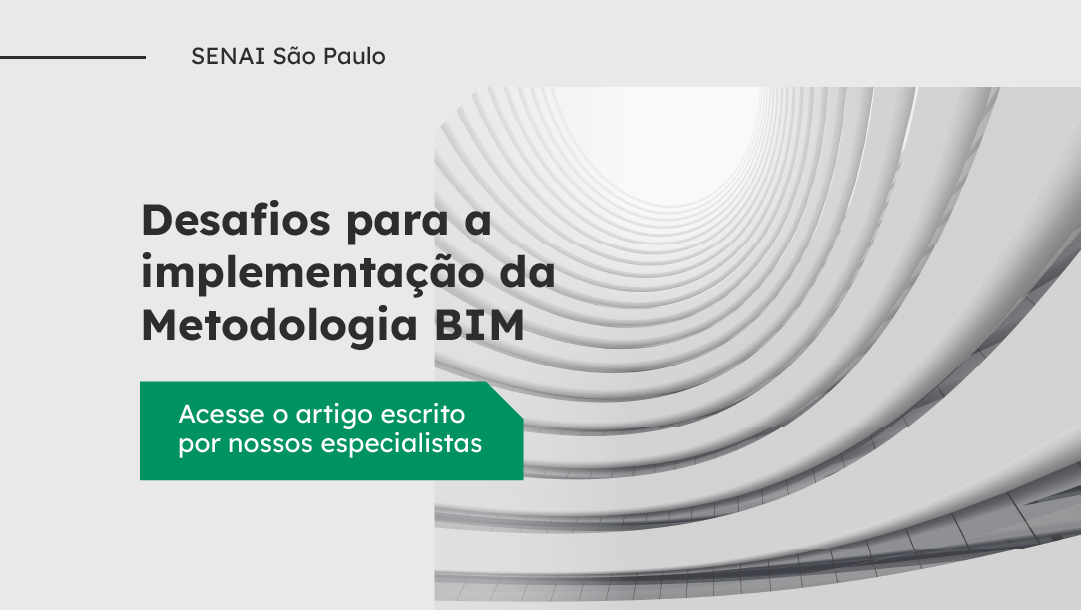 SENAI São Paulo
Desafios para a
implementação da
Metodologia BIM
Acesse o artigo escrito
por nossos especialistas